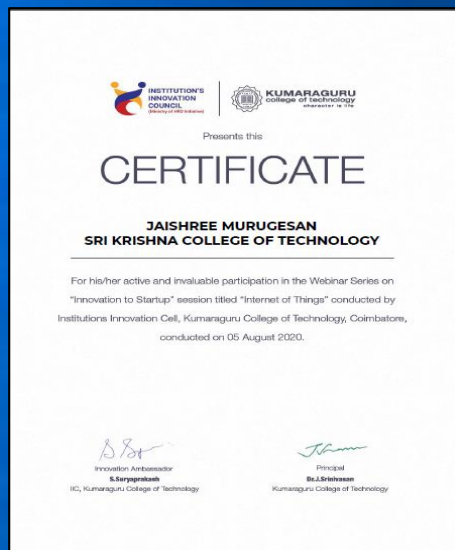 INSTITUTION'S
INNOVATION
COUNCIL
(Ministry of HRD Initiative)
KUMARAGURU
college of technology
character is life
Presents this
CERTIFICATE
JAISHREE MURUGESAN
SRI KRISHNA COLLEGE OF TECHNOLOGY
For his/her active and invaluable participation in the Webinar Series on
"Innovation to Startup" session titled "Internet of Things" conducted by
Institutions Innovation Cell, Kumaraguru College of Technology, Coimbatore,
conducted on 05 August 2020.
Innovation Ambassador
S.Suryaprakash
IIC, Kumaraguru College of Technology
Principal
Dr.J.Srinivasan
Kumaraguru College of Technology